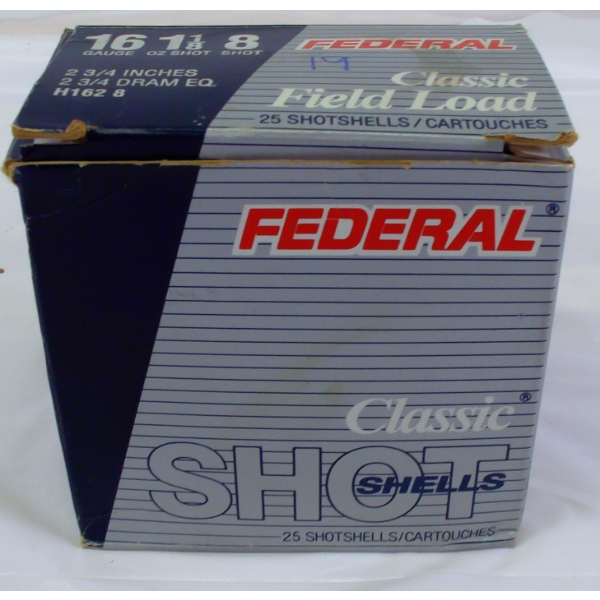 16 1 1/8 8
GAUGE OZ SHOT SHOT
2 3/4 INCHES
2 3/4 DRAM EQ.
H162 8
FEDERAL
19
Classic
Field Load
25 SHOTSHELLS/CARTOUCHES
FEDERAL®
Classic®
SHOT
SHELLS
25 SHOTSHELLS/CARTOUCHES